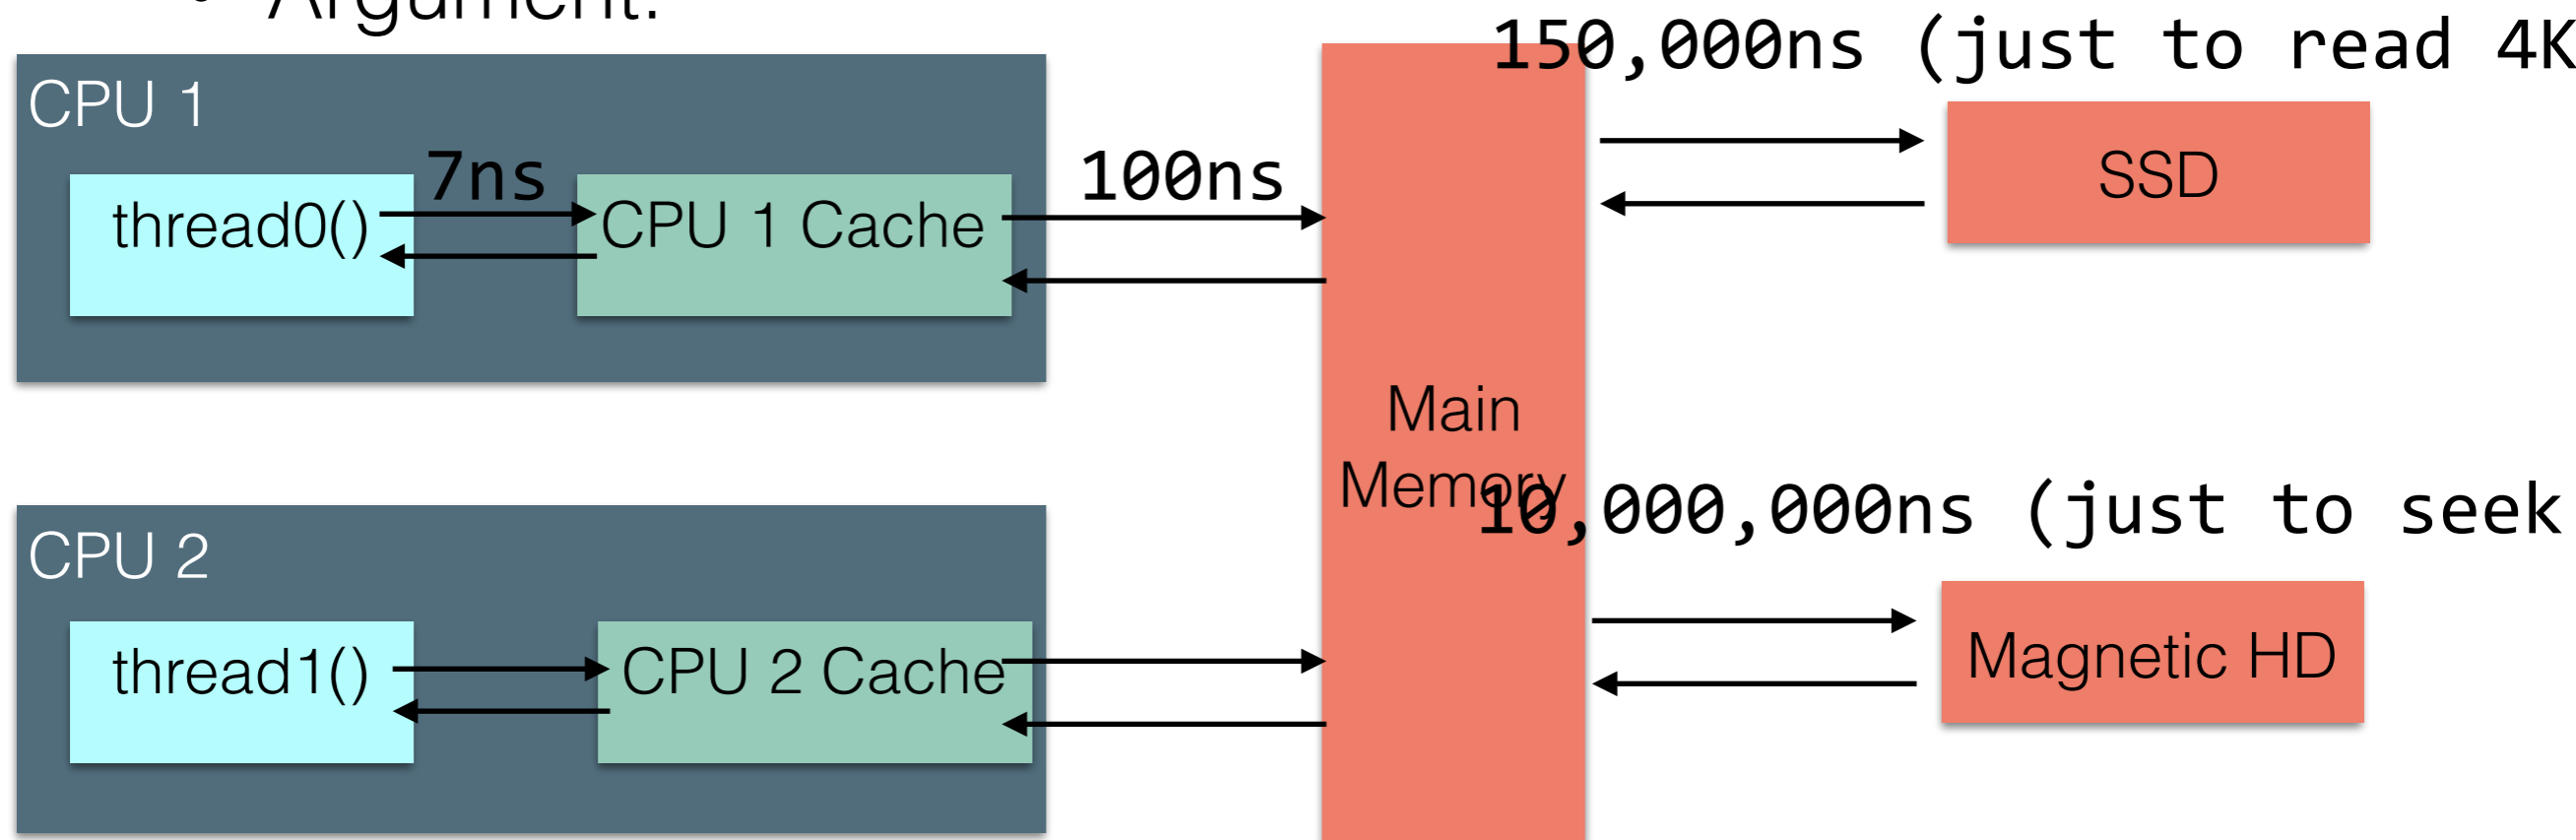 • Argument:
150,000ns (just to read 4K
CPU 1
7ns
100ns
thread0()
CPU 1 Cache
SSD
Main
Memory
10,000,000ns (just to seek
CPU 2
thread1()
CPU 2 Cache
Magnetic HD